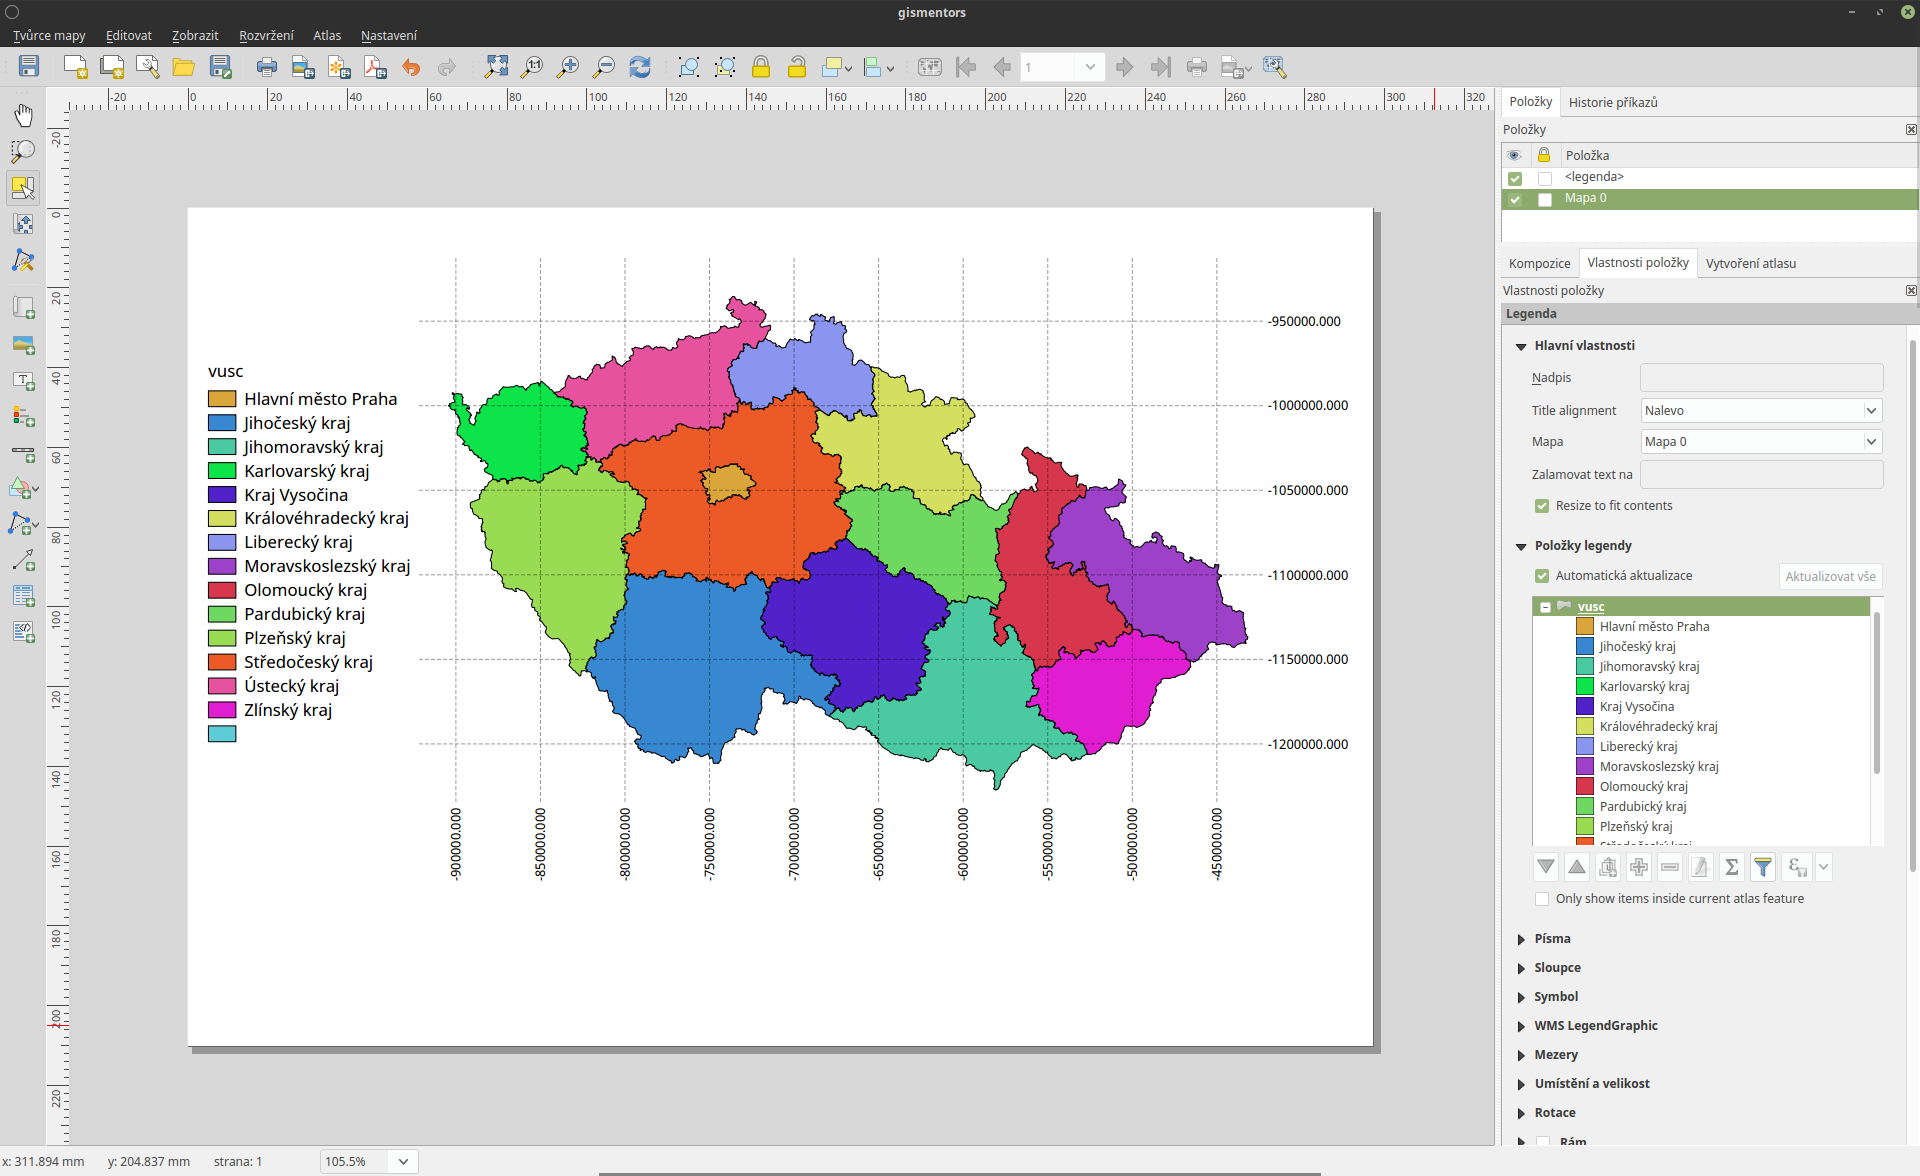 gismentors
Tvůrce mapy Editovat Zobrazit Rozvržení Atlas Nastavení
1:1
1
-20 0 20 40 60 80 100 120 140 160 180 200 220 240 260 280 300 320
-20
0
20
40
60
80
100
120
140
160
180
200
220
vusc
Hlavní město Praha
Jihočeský kraj
Jihomoravský kraj
Karlovarský kraj
Kraj Vysočina
Královéhradecký kraj
Liberecký kraj
Moravskoslezský kraj
Olomoucký kraj
Pardubický kraj
Plzeňský kraj
Středočeský kraj
Ústecký kraj
Zlínský kraj
-950000.000
-1000000.000
-1050000.000
-1100000.000
-1150000.000
-1200000.000
-900000.000 -850000.000 -800000.000 -750000.000 -700000.000 -650000.000 -600000.000 -550000.000 -500000.000 -450000.000
Položky Historie příkazů
Položky
Položka
<legenda>
Mapa 0
Kompozice Vlastnosti položky Vytvoření atlasu
Vlastnosti položky
Legenda
Hlavní vlastnosti
Nadpis
Title alignment Nalevo
Mapa Mapa 0
Zalamovat text na
Resize to fit contents
Položky legendy
Automatická aktualizace Aktualizovat vše
vusc
Hlavní město Praha
Jihočeský kraj
Jihomoravský kraj
Karlovarský kraj
Kraj Vysočina
Královéhradecký kraj
Liberecký kraj
Moravskoslezský kraj
Olomoucký kraj
Pardubický kraj
Plzeňský kraj
Středočeský kraj
Σ ε
Only show items inside current atlas feature
Písma
Sloupce
Symbol
WMS LegendGraphic
Mezery
Umístění a velikost
Rotace
Rám
x: 311.894 mm y: 204.837 mm strana: 1 105.5%